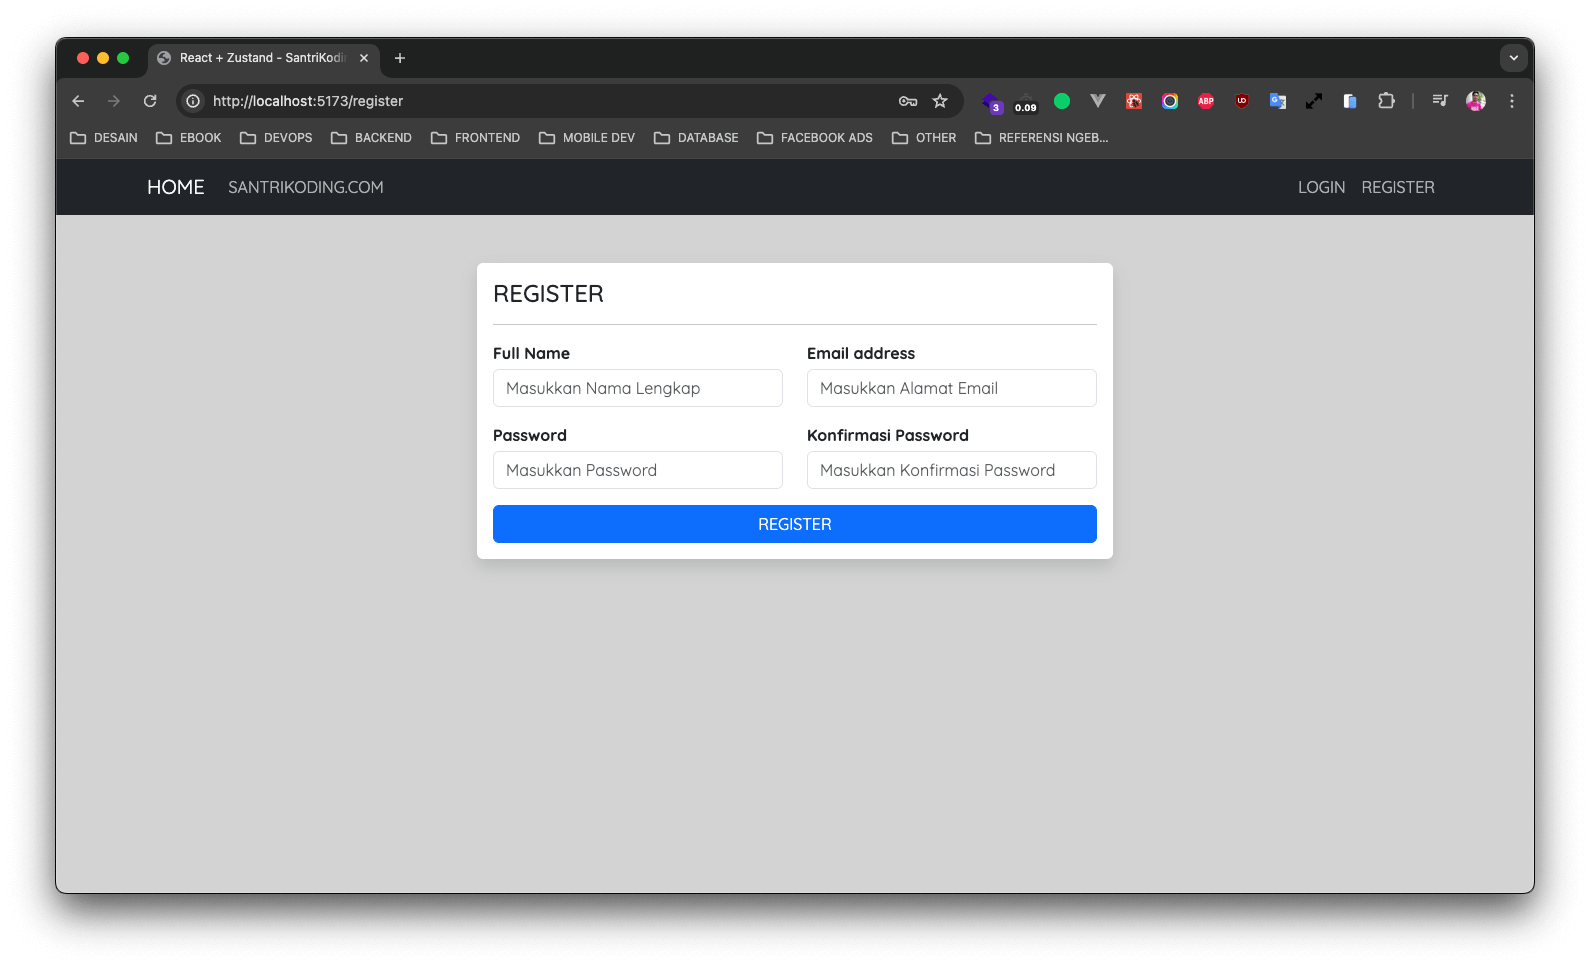 React + Zustand - SantriKodi
http://localhost:5173/register
3
0.09
ABP
DESAIN EBOOK DEVOPS BACKEND FRONTEND MOBILE DEV DATABASE FACEBOOK ADS OTHER REFERENSI NGEB...
HOME SANTRIKODING.COM LOGIN REGISTER
REGISTER
Full Name Email address
Masukkan Nama Lengkap Masukkan Alamat Email
Password Konfirmasi Password
Masukkan Password Masukkan Konfirmasi Password
REGISTER